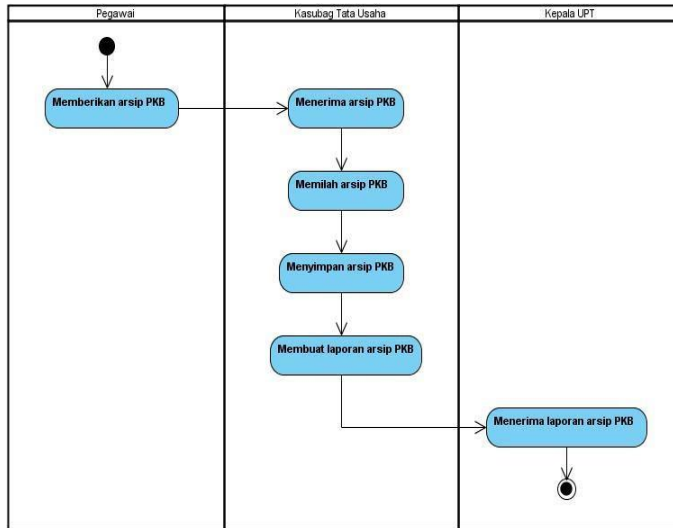 Pegawai
Kasubag Tata Usaha
Kepala UPT
Memberikan arsip PKB
Menerima arsip PKB
Memilah arsip PKB
Menyimpan arsip PKB
Membuat laporan arsip PKB
Menerima laporan arsip PKB